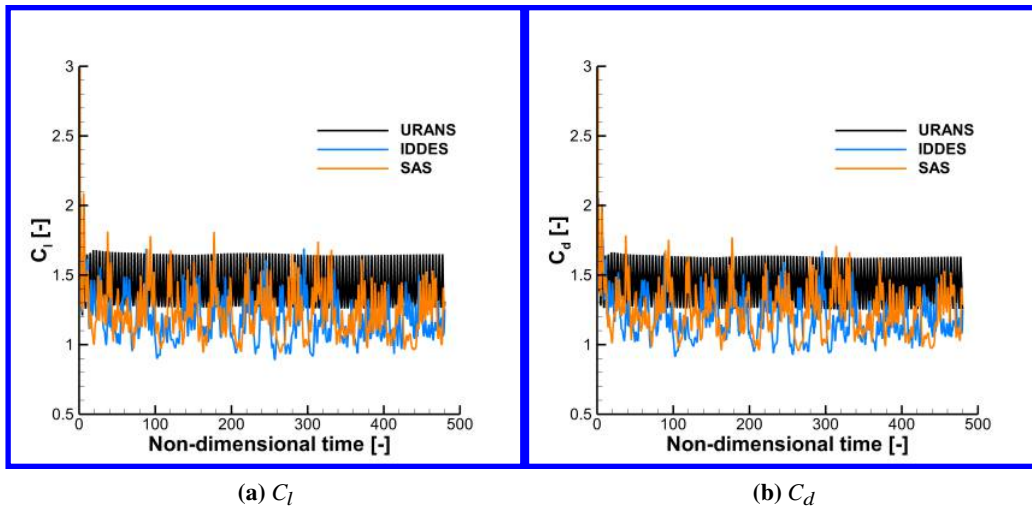 3
2.5
2
1.5
1
0.5
0
100
200
300
400
500
C_l [-]
Non-dimensional time [-]
URANS
IDDES
SAS
3
2.5
2
1.5
1
0.5
0
100
200
300
400
500
C_d [-]
Non-dimensional time [-]
URANS
IDDES
SAS
(a) C_l
(b) C_d